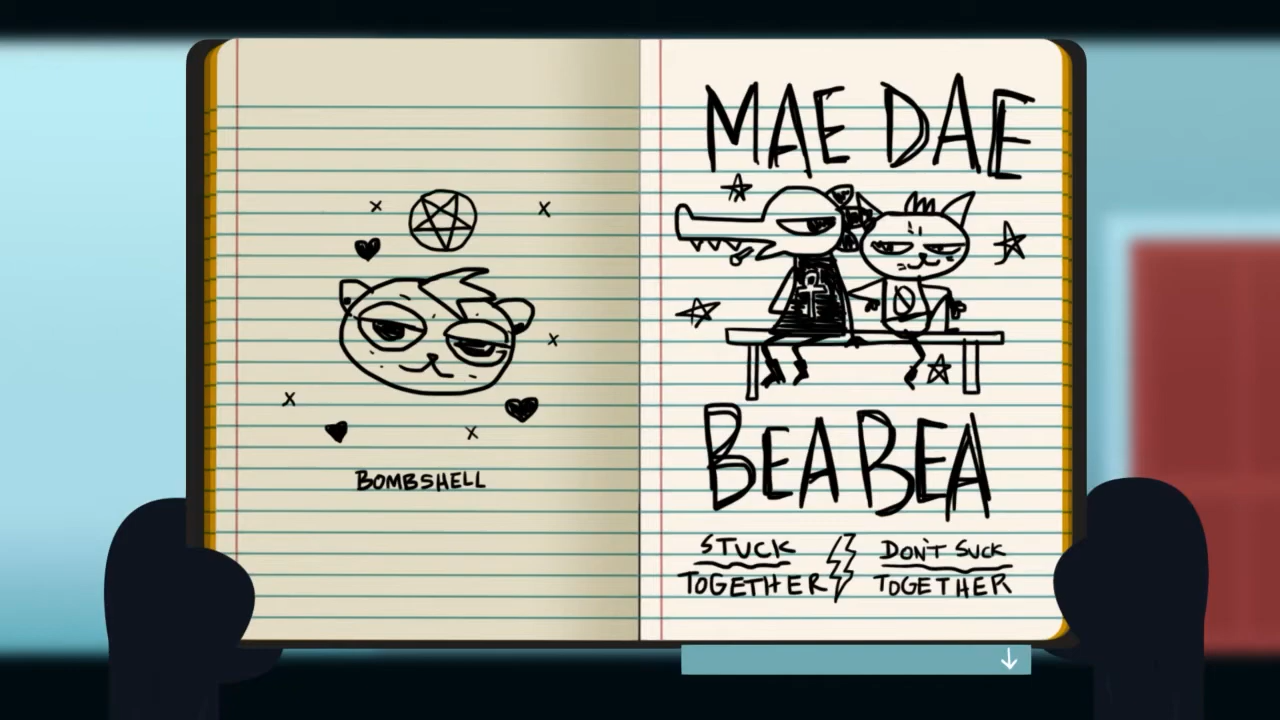 BOMBSHELL
MAE DAE
BEA BEA
STUCK
TOGETHER
DON'T SUCK
TOGETHER